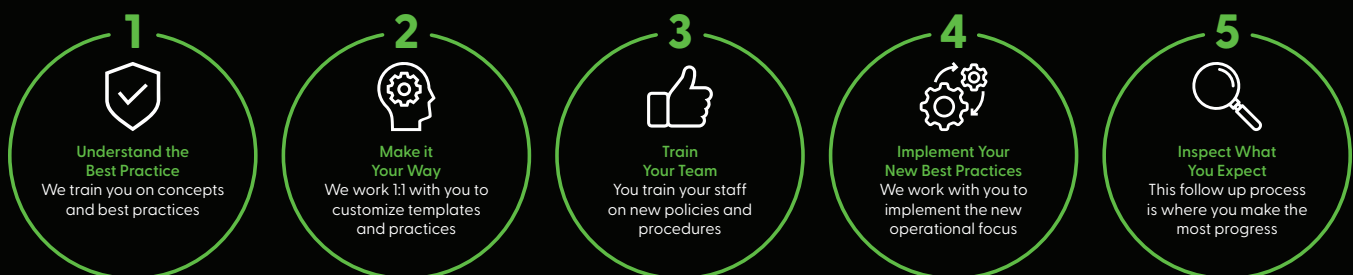 1
Understand the
Best Practice
We train you on concepts
and best practices
2
Make it
Your Way
We work 1:1 with you to
customize templates
and practices
3
Train
Your Team
You train your staff
on new policies and
procedures
4
Implement Your
New Best Practices
We work with you to
implement the new
operational focus
5
Inspect What
You Expect
This follow up process
is where you make the
most progress